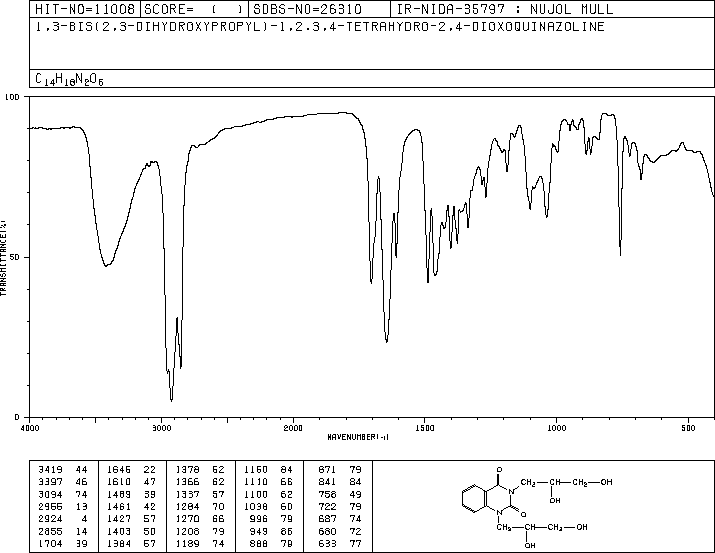 HIT-NO=11008 SCORE= ( ) SDBS-NO=26310 IR-NIDA-35797 : NUJOL MULL
1,3-BIS(2,3-DIHYDROXYPROPYL)-1,2,3,4-TETRAHYDRO-2,4-DIOXOQUINAZOLINE
C14H18N2O6
100
50
0
TRANSMITTANCE(%)
4000 3000 2000 1500 1000 500
WAVENUMBER(-1)
3419 44 1646 22 1378 52 1160 84 871 79
3397 46 1610 47 1366 62 1110 66 841 84
3094 74 1489 39 1337 57 1100 62 758 49
2955 13 1461 42 1284 70 1038 60 722 79
2924 4 1427 57 1270 66 996 79 687 74
2855 14 1403 50 1208 79 949 86 680 72
1704 39 1384 57 1189 74 888 79 633 77
O
N CH2 CH CH2 OH
OH
N O
CH2 CH CH2 OH
OH